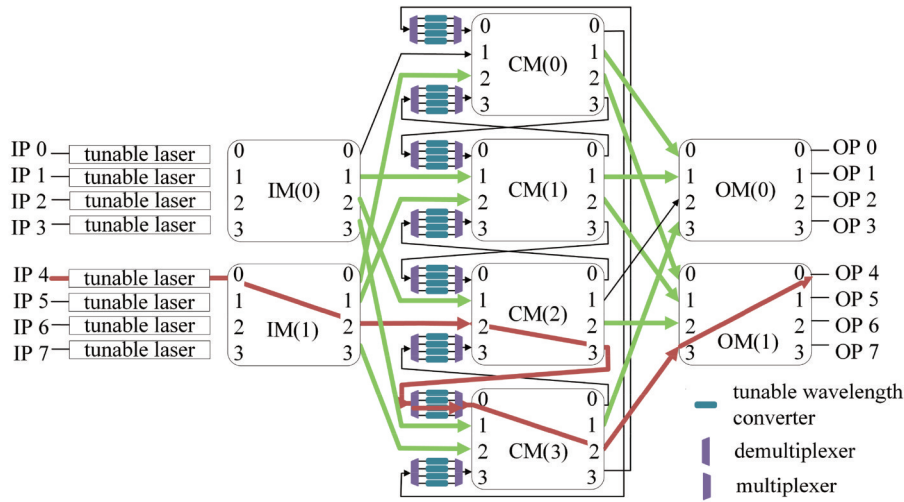 0 0
1 CM(0) 1
2 2
3 3
IP 0 tunable laser
IP 1 tunable laser
IP 2 tunable laser
IP 3 tunable laser
0 0
1 IM(0) 1
2 2
3 3
0 0
1 CM(1) 1
2 2
3 3
0 0
1 OM(0) 1
2 2
3 3
OP 0
OP 1
OP 2
OP 3
IP 4 tunable laser
IP 5 tunable laser
IP 6 tunable laser
IP 7 tunable laser
0 0
1 1
2 IM(1) 2
3 3
0 0
1 CM(2) 1
2 2
3 3
0 0
1 1
2 2
3 OM(1) 3
OP 4
OP 5
OP 6
OP 7
0 0
1 1
2 CM(3) 2
3 3
tunable wavelength
converter
demultiplexer
multiplexer